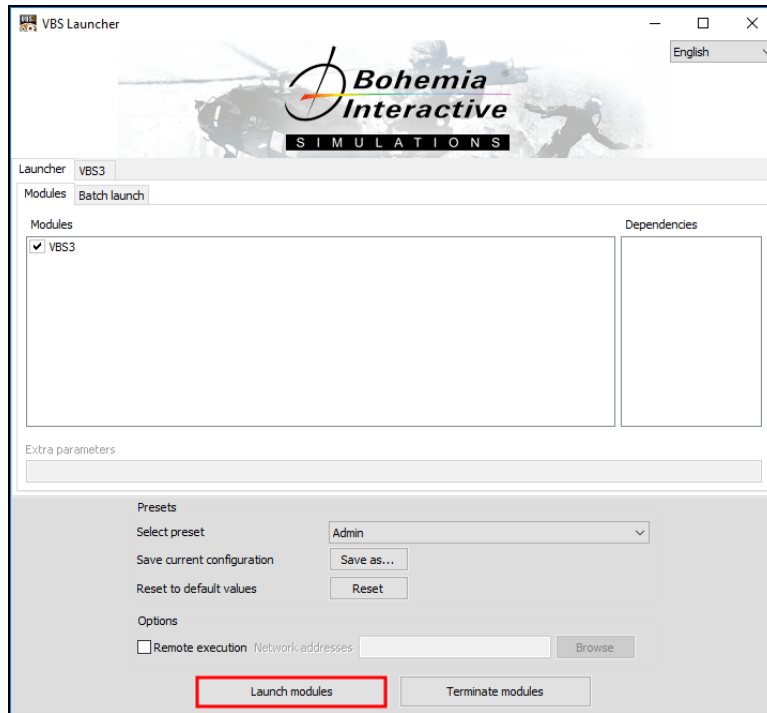 VBS Launcher
English
Bohemia ®
Interactive
SIMULATIONS
Launcher VBS3
Modules Batch launch
Modules Dependencies
VBS3
Extra parameters
Presets
Select preset Admin
Save current configuration Save as...
Reset to default values Reset
Options
Remote execution Network addresses Browse
Launch modules Terminate modules